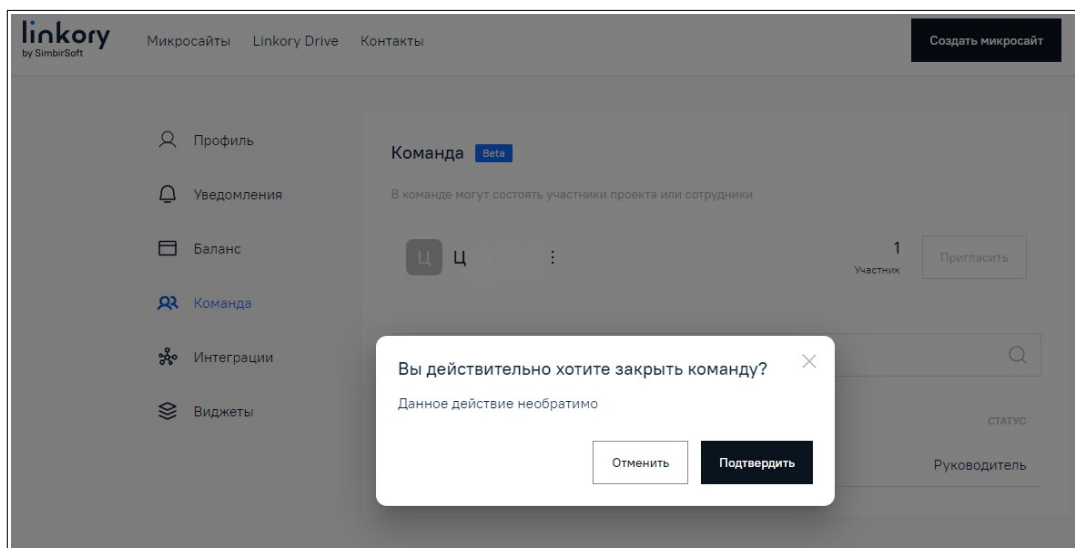 linkory
by SimbirSoft
Микросайты Linkory Drive Контакты
Создать микросайт
Профиль
Уведомления
Баланс
Команда
Интеграции
Виджеты
Команда Beta
В команде могут состоять участники проекта или сотрудники
Ц Ц
1
Участник
Пригласить
Вы действительно хотите закрыть команду?
Данное действие необратимо
Отменить Подтвердить
СТАТУС
Руководитель